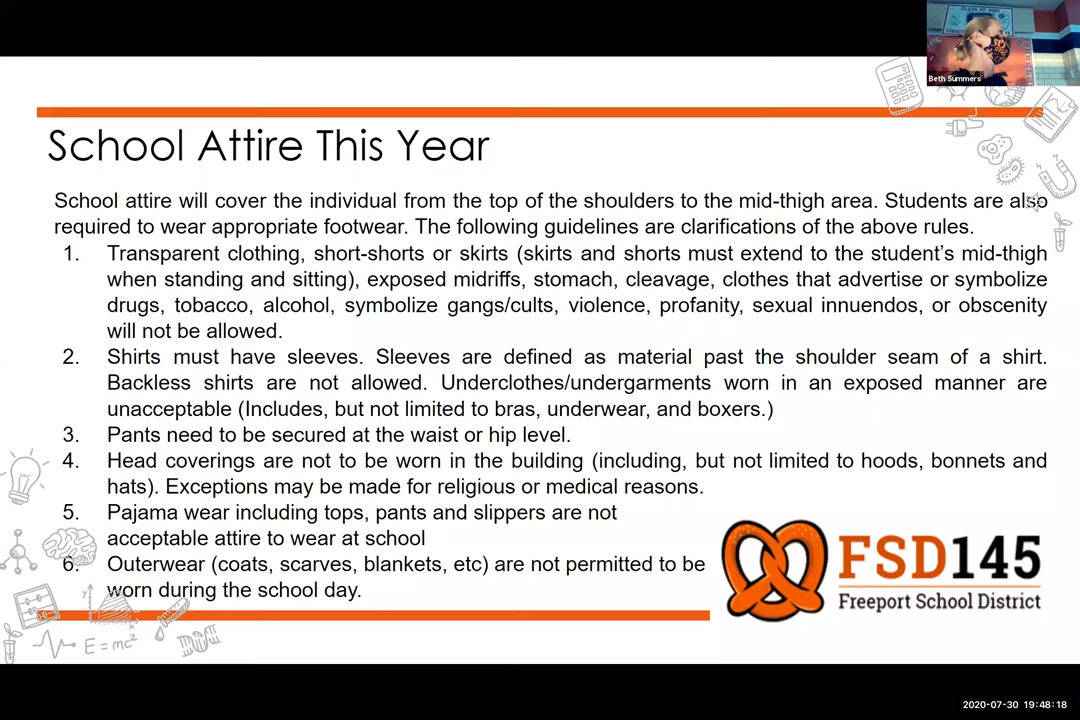 CLASS OF 2021
Beth Summers
School Attire This Year
School attire will cover the individual from the top of the shoulders to the mid-thigh area. Students are also
required to wear appropriate footwear. The following guidelines are clarifications of the above rules.
1. Transparent clothing, short-shorts or skirts (skirts and shorts must extend to the student's mid-thigh
when standing and sitting), exposed midriffs, stomach, cleavage, clothes that advertise or symbolize
drugs, tobacco, alcohol, symbolize gangs/cults, violence, profanity, sexual innuendos, or obscenity
will not be allowed.
2. Shirts must have sleeves. Sleeves are defined as material past the shoulder seam of a shirt.
Backless shirts are not allowed. Underclothes/undergarments worn in an exposed manner are
unacceptable (Includes, but not limited to bras, underwear, and boxers.)
3. Pants need to be secured at the waist or hip level.
4. Head coverings are not to be worn in the building (including, but not limited to hoods, bonnets and
hats). Exceptions may be made for religious or medical reasons.
5. Pajama wear including tops, pants and slippers are not
acceptable attire to wear at school
6. Outerwear (coats, scarves, blankets, etc) are not permitted to be
worn during the school day.
y
x
E=mc²
FSD145
Freeport School District
2020-07-30 19:48:18